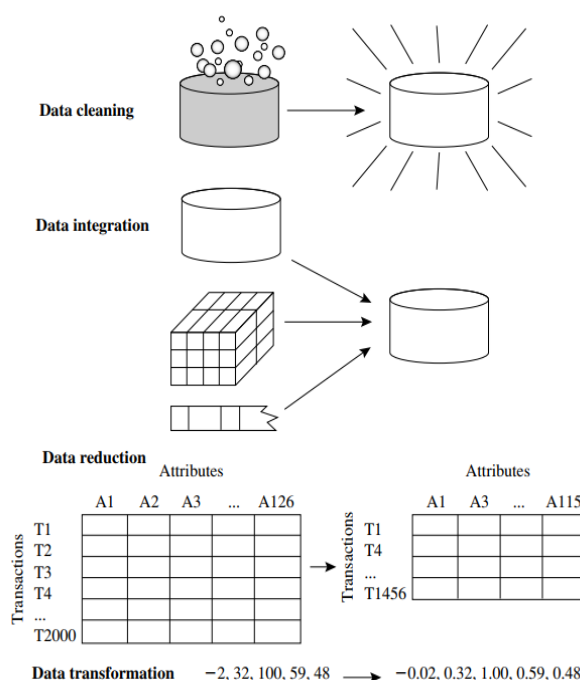 Data cleaning
Data integration
Data reduction
Attributes
A1 A2 A3 ... A126
Transactions
T1
T2
T3
T4
...
T2000
Attributes
A1 A3 ... A115
Transactions
T1
T4
...
T1456
Data transformation −2, 32, 100, 59, 48 −0.02, 0.32, 1.00, 0.59, 0.48